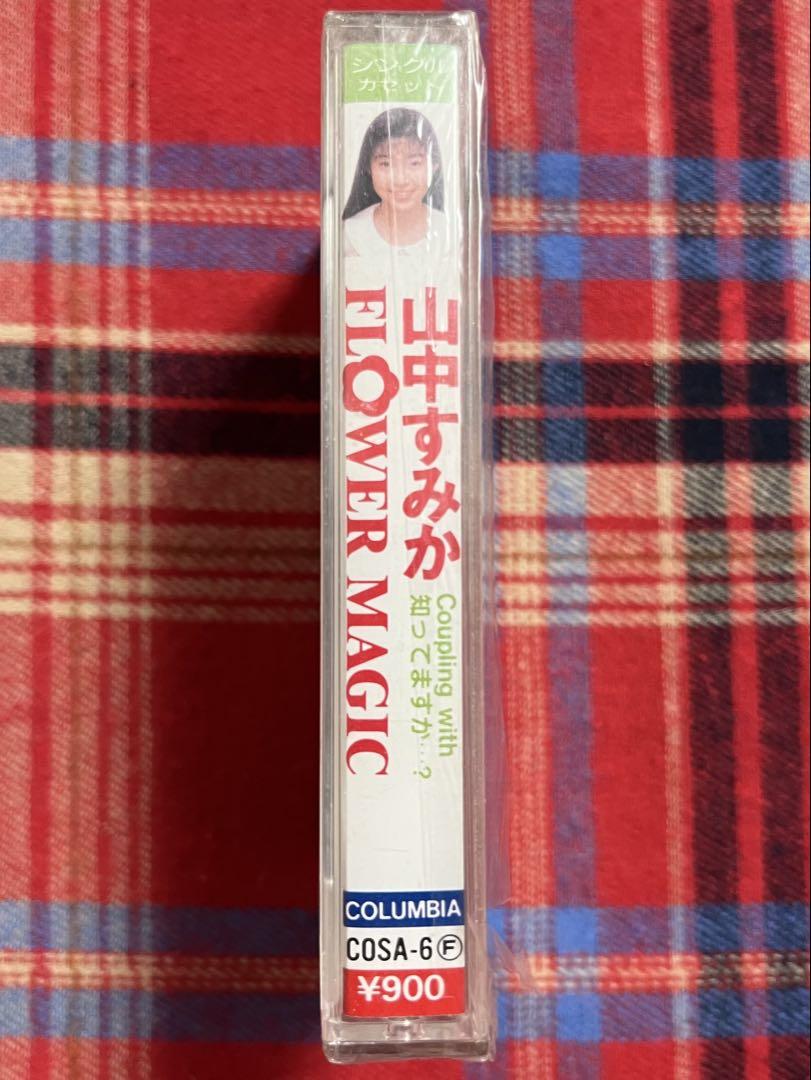 シングル
カセット
山中すみか
FLOWER MAGIC
Coupling with
知ってますか…?
COLUMBIA
COSA-6Ⓕ
¥900